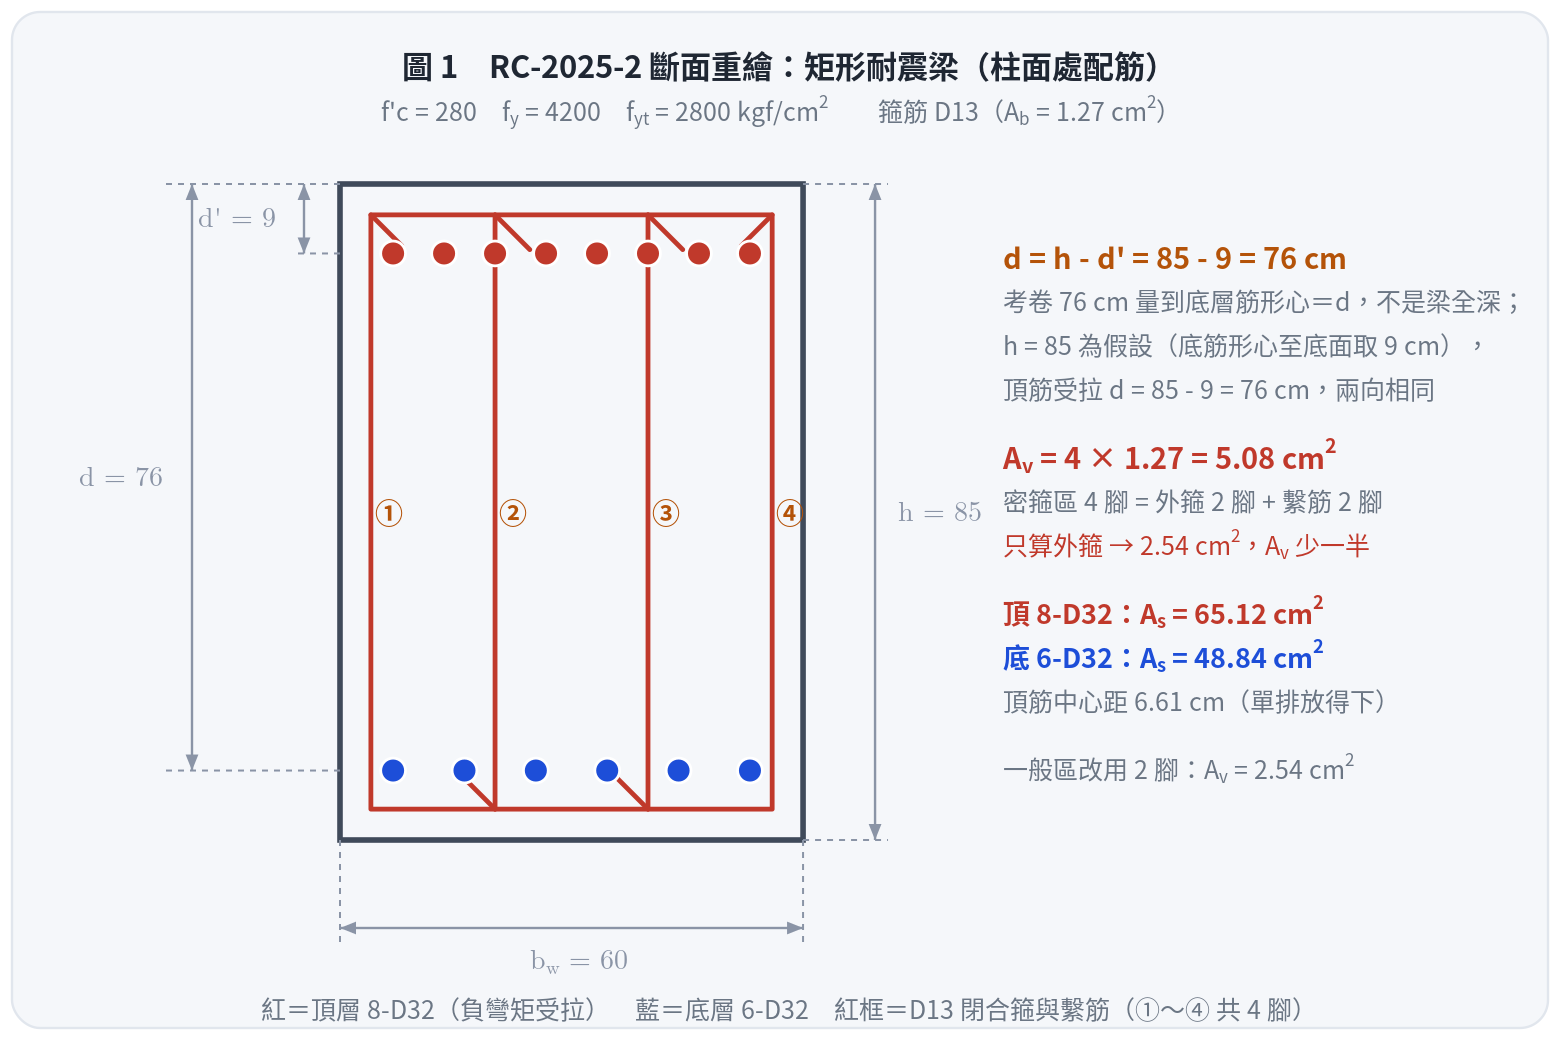 圖 1　RC-2025-2 斷面重繪：矩形耐震梁（柱面處配筋）
f'c = 280　fy = 4200　fyt = 2800 kgf/cm²　　箍筋 D13（Ab = 1.27 cm²）
d' = 9
d = 76
h = 85
bw = 60
①
②
③
④
d = h - d' = 85 - 9 = 76 cm
考卷 76 cm 量到底層筋形心＝d，不是梁全深；
h = 85 為假設（底筋形心至底面取 9 cm），
頂筋受拉 d = 85 - 9 = 76 cm，兩向相同
Av = 4 × 1.27 = 5.08 cm²
密箍區 4 腳 = 外箍 2 腳 + 繫筋 2 腳
只算外箍 → 2.54 cm²，Av 少一半
頂 8-D32：As = 65.12 cm²
底 6-D32：As = 48.84 cm²
頂筋中心距 6.61 cm（單排放得下）
一般區改用 2 腳：Av = 2.54 cm²
紅＝頂層 8-D32（負彎矩受拉）　藍＝底層 6-D32　紅框＝D13 閉合箍與繫筋（①～④ 共 4 腳）